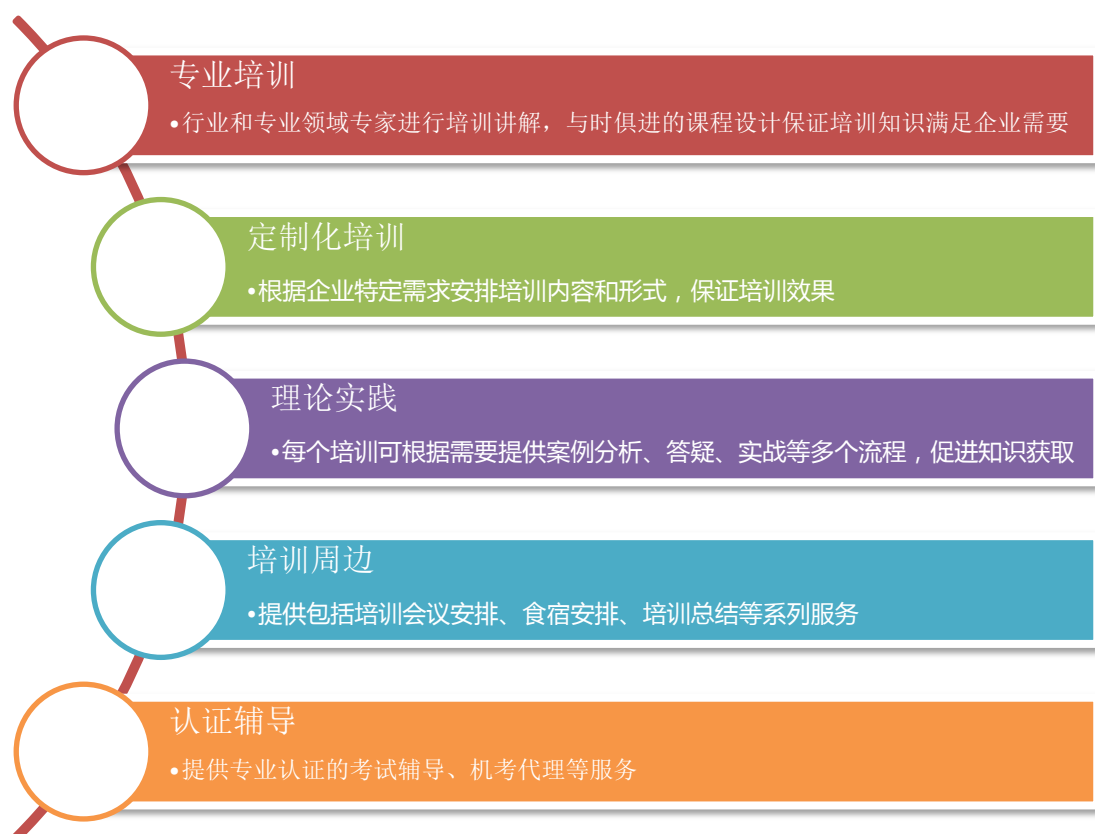 专业培训
•行业和专业领域专家进行培训讲解，与时俱进的课程设计保证培训知识满足企业需要
定制化培训
•根据企业特定需求安排培训内容和形式，保证培训效果
理论实践
•每个培训可根据需要提供案例分析、答疑、实战等多个流程，促进知识获取
培训周边
•提供包括培训会议安排、食宿安排、培训总结等系列服务
认证辅导
•提供专业认证的考试辅导、机考代理等服务